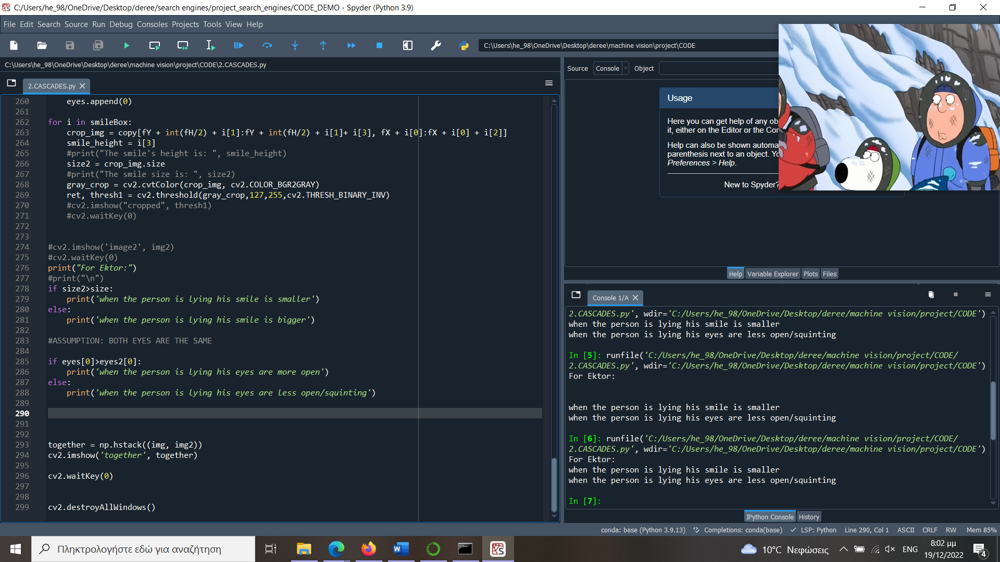 C:/Users/he_98/OneDrive/Desktop/deree/search engines/project_search_engines/CODE_DEMO - Spyder (Python 3.9)
File Edit Search Source Run Debug Consoles Projects Tools View Help
C:\Users\he_98\OneDrive\Desktop\deree\machine vision\project\CODE
C:\Users\he_98\OneDrive\Desktop\deree\machine vision\project\CODE\2.CASCADES.py
2.CASCADES.py
260 eyes.append(0)
261
262 for i in smileBox:
263 crop_img = copy[fY + int(fH/2) + i[1]:fY + int(fH/2) + i[1]+ i[3], fX + i[0]:fX + i[0] + i[2]]
264 smile_height = i[3]
265 #print("The smile's height is: ", smile_height)
266 size2 = crop_img.size
267 #print("The smile size is: ", size2)
268 gray_crop = cv2.cvtColor(crop_img, cv2.COLOR_BGR2GRAY)
269 ret, thresh1 = cv2.threshold(gray_crop,127,255,cv2.THRESH_BINARY_INV)
270 #cv2.imshow("cropped", thresh1)
271 #cv2.waitKey(0)
272
273
274 #cv2.imshow('image2', img2)
275 #cv2.waitKey(0)
276 print("For Ektor:")
277 #print("\n")
278 if size2>size:
279 print('when the person is lying his smile is smaller')
280 else:
281 print('when the person is lying his smile is bigger')
282
283 #ASSUMPTION: BOTH EYES ARE THE SAME
284
285 if eyes[0]>eyes2[0]:
286 print('when the person is lying his eyes are more open')
287 else:
288 print('when the person is lying his eyes are less open/squinting')
289
290
291
292
293 together = np.hstack((img, img2))
294 cv2.imshow('together', together)
295
296 cv2.waitKey(0)
297
298
299 cv2.destroyAllWindows()
Source Console Object
Usage
Here you can get help of any ob
it, either on the Editor or the Con
Help can also be shown automa
parenthesis next to an object. Yo
Preferences > Help.
New to Spyder?
Help Variable Explorer Plots Files
Console 1/A
2.CASCADES.py', wdir='C:/Users/he_98/OneDrive/Desktop/deree/machine vision/project/CODE')
when the person is lying his smile is smaller
when the person is lying his eyes are less open/squinting
In [5]: runfile('C:/Users/he_98/OneDrive/Desktop/deree/machine vision/project/CODE/
2.CASCADES.py', wdir='C:/Users/he_98/OneDrive/Desktop/deree/machine vision/project/CODE')
For Ektor:
when the person is lying his smile is smaller
when the person is lying his eyes are less open/squinting
In [6]: runfile('C:/Users/he_98/OneDrive/Desktop/deree/machine vision/project/CODE/
2.CASCADES.py', wdir='C:/Users/he_98/OneDrive/Desktop/deree/machine vision/project/CODE')
For Ektor:
when the person is lying his smile is smaller
when the person is lying his eyes are less open/squinting
In [7]:
IPython Console History
conda: base (Python 3.9.13) Completions: conda(base) LSP: Python Line 290, Col 1 ASCII CRLF RW Mem 85%
Πληκτρολογήστε εδώ για αναζήτηση
10°C Νεφώσεις ENG
8:02 μμ
19/12/2022
4